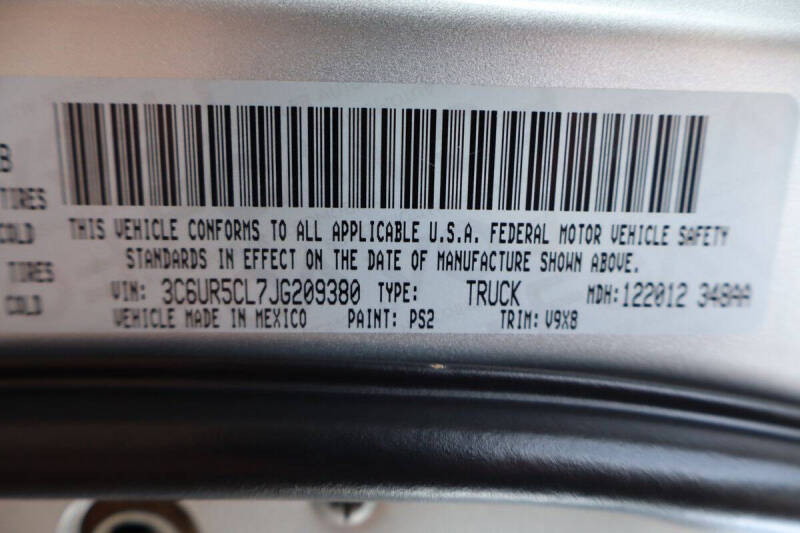 B
TIRES
COLD
TIRES
COLD
THIS VEHICLE CONFORMS TO ALL APPLICABLE U.S.A. FEDERAL MOTOR VEHICLE SAFETY
STANDARDS IN EFFECT ON THE DATE OF MANUFACTURE SHOWN ABOVE.
VIN: 3C6UR5CL7JG209380 TYPE: TRUCK MDH: 122012 348AA
VEHICLE MADE IN MEXICO PAINT: PS2 TRIM: V9X8